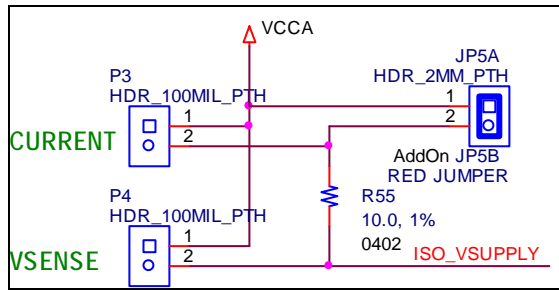 VCCA
JP5A
P3
HDR_2MM_PTH
HDR_100MIL_PTH
1
1
2
CURRENT
2
AddOn JP5B
RED JUMPER
P4
R55
HDR_100MIL_PTH
10.0, 1%
1
0402
VSENSE
2
ISO_VSUPPLY